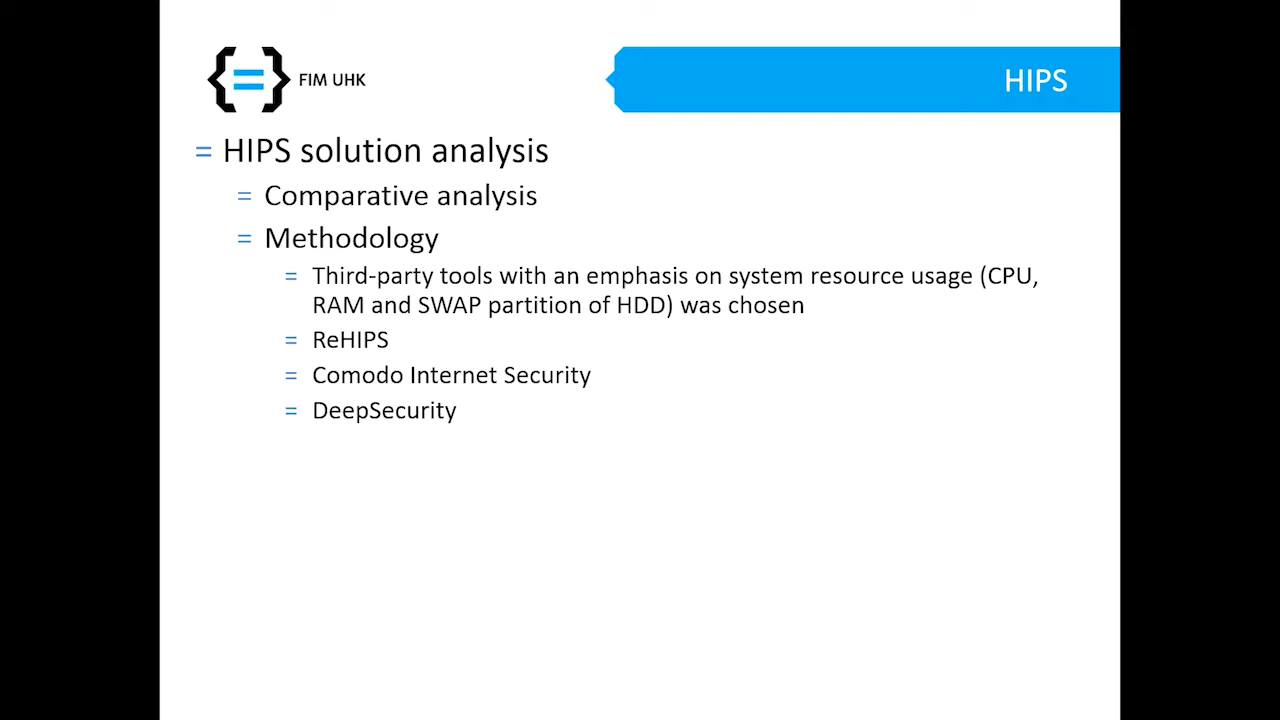 FIM UHK
HIPS
= HIPS solution analysis
= Comparative analysis
= Methodology
= Third-party tools with an emphasis on system resource usage (CPU,
RAM and SWAP partition of HDD) was chosen
= ReHIPS
= Comodo Internet Security
= DeepSecurity